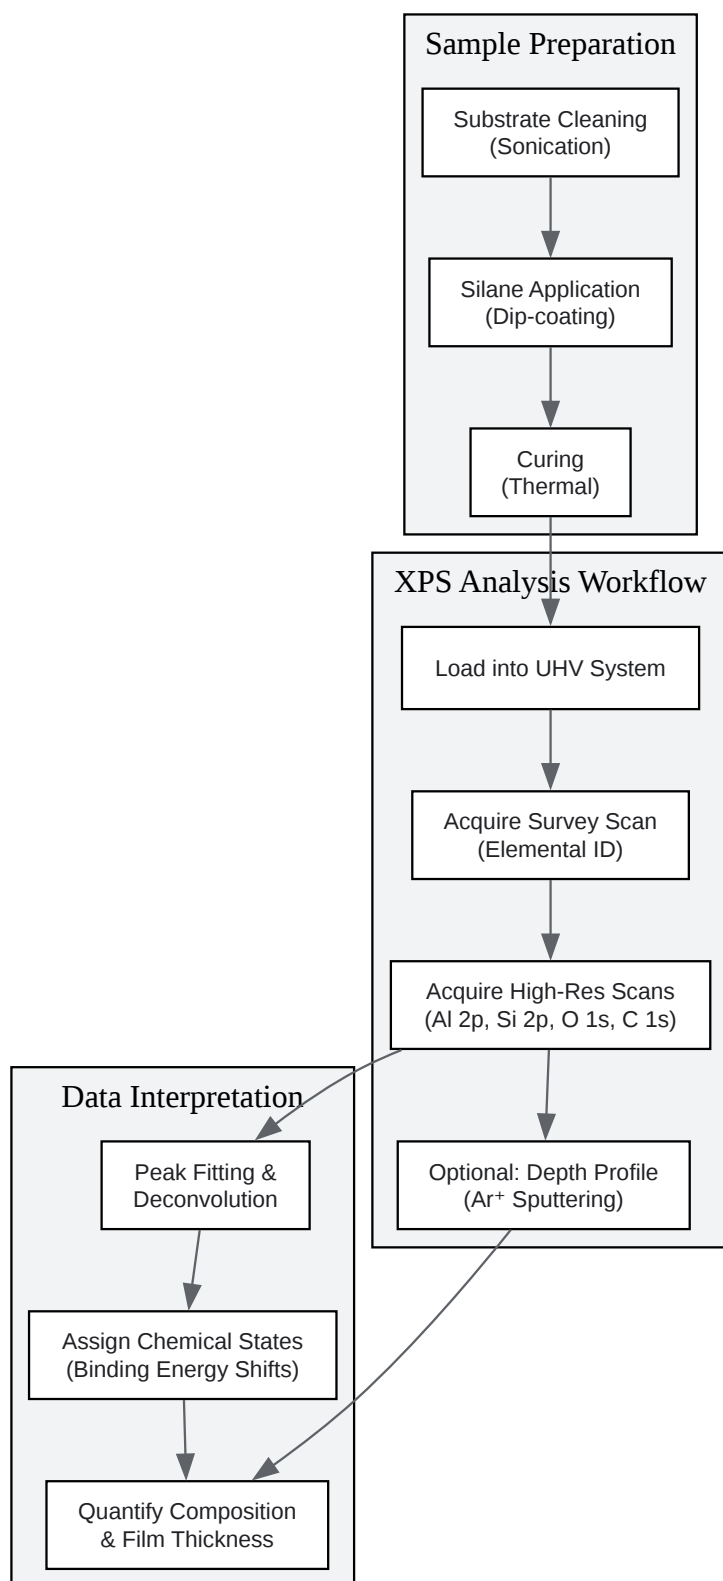 Sample Preparation
Substrate Cleaning
(Sonication)
Silane Application
(Dip-coating)
Curing
(Thermal)
XPS Analysis Workflow
Load into UHV System
Acquire Survey Scan
(Elemental ID)
Acquire High-Res Scans
(Al 2p, Si 2p, O 1s, C 1s)
Optional: Depth Profile
(Ar⁺ Sputtering)
Data Interpretation
Peak Fitting &
Deconvolution
Assign Chemical States
(Binding Energy Shifts)
Quantify Composition
& Film Thickness